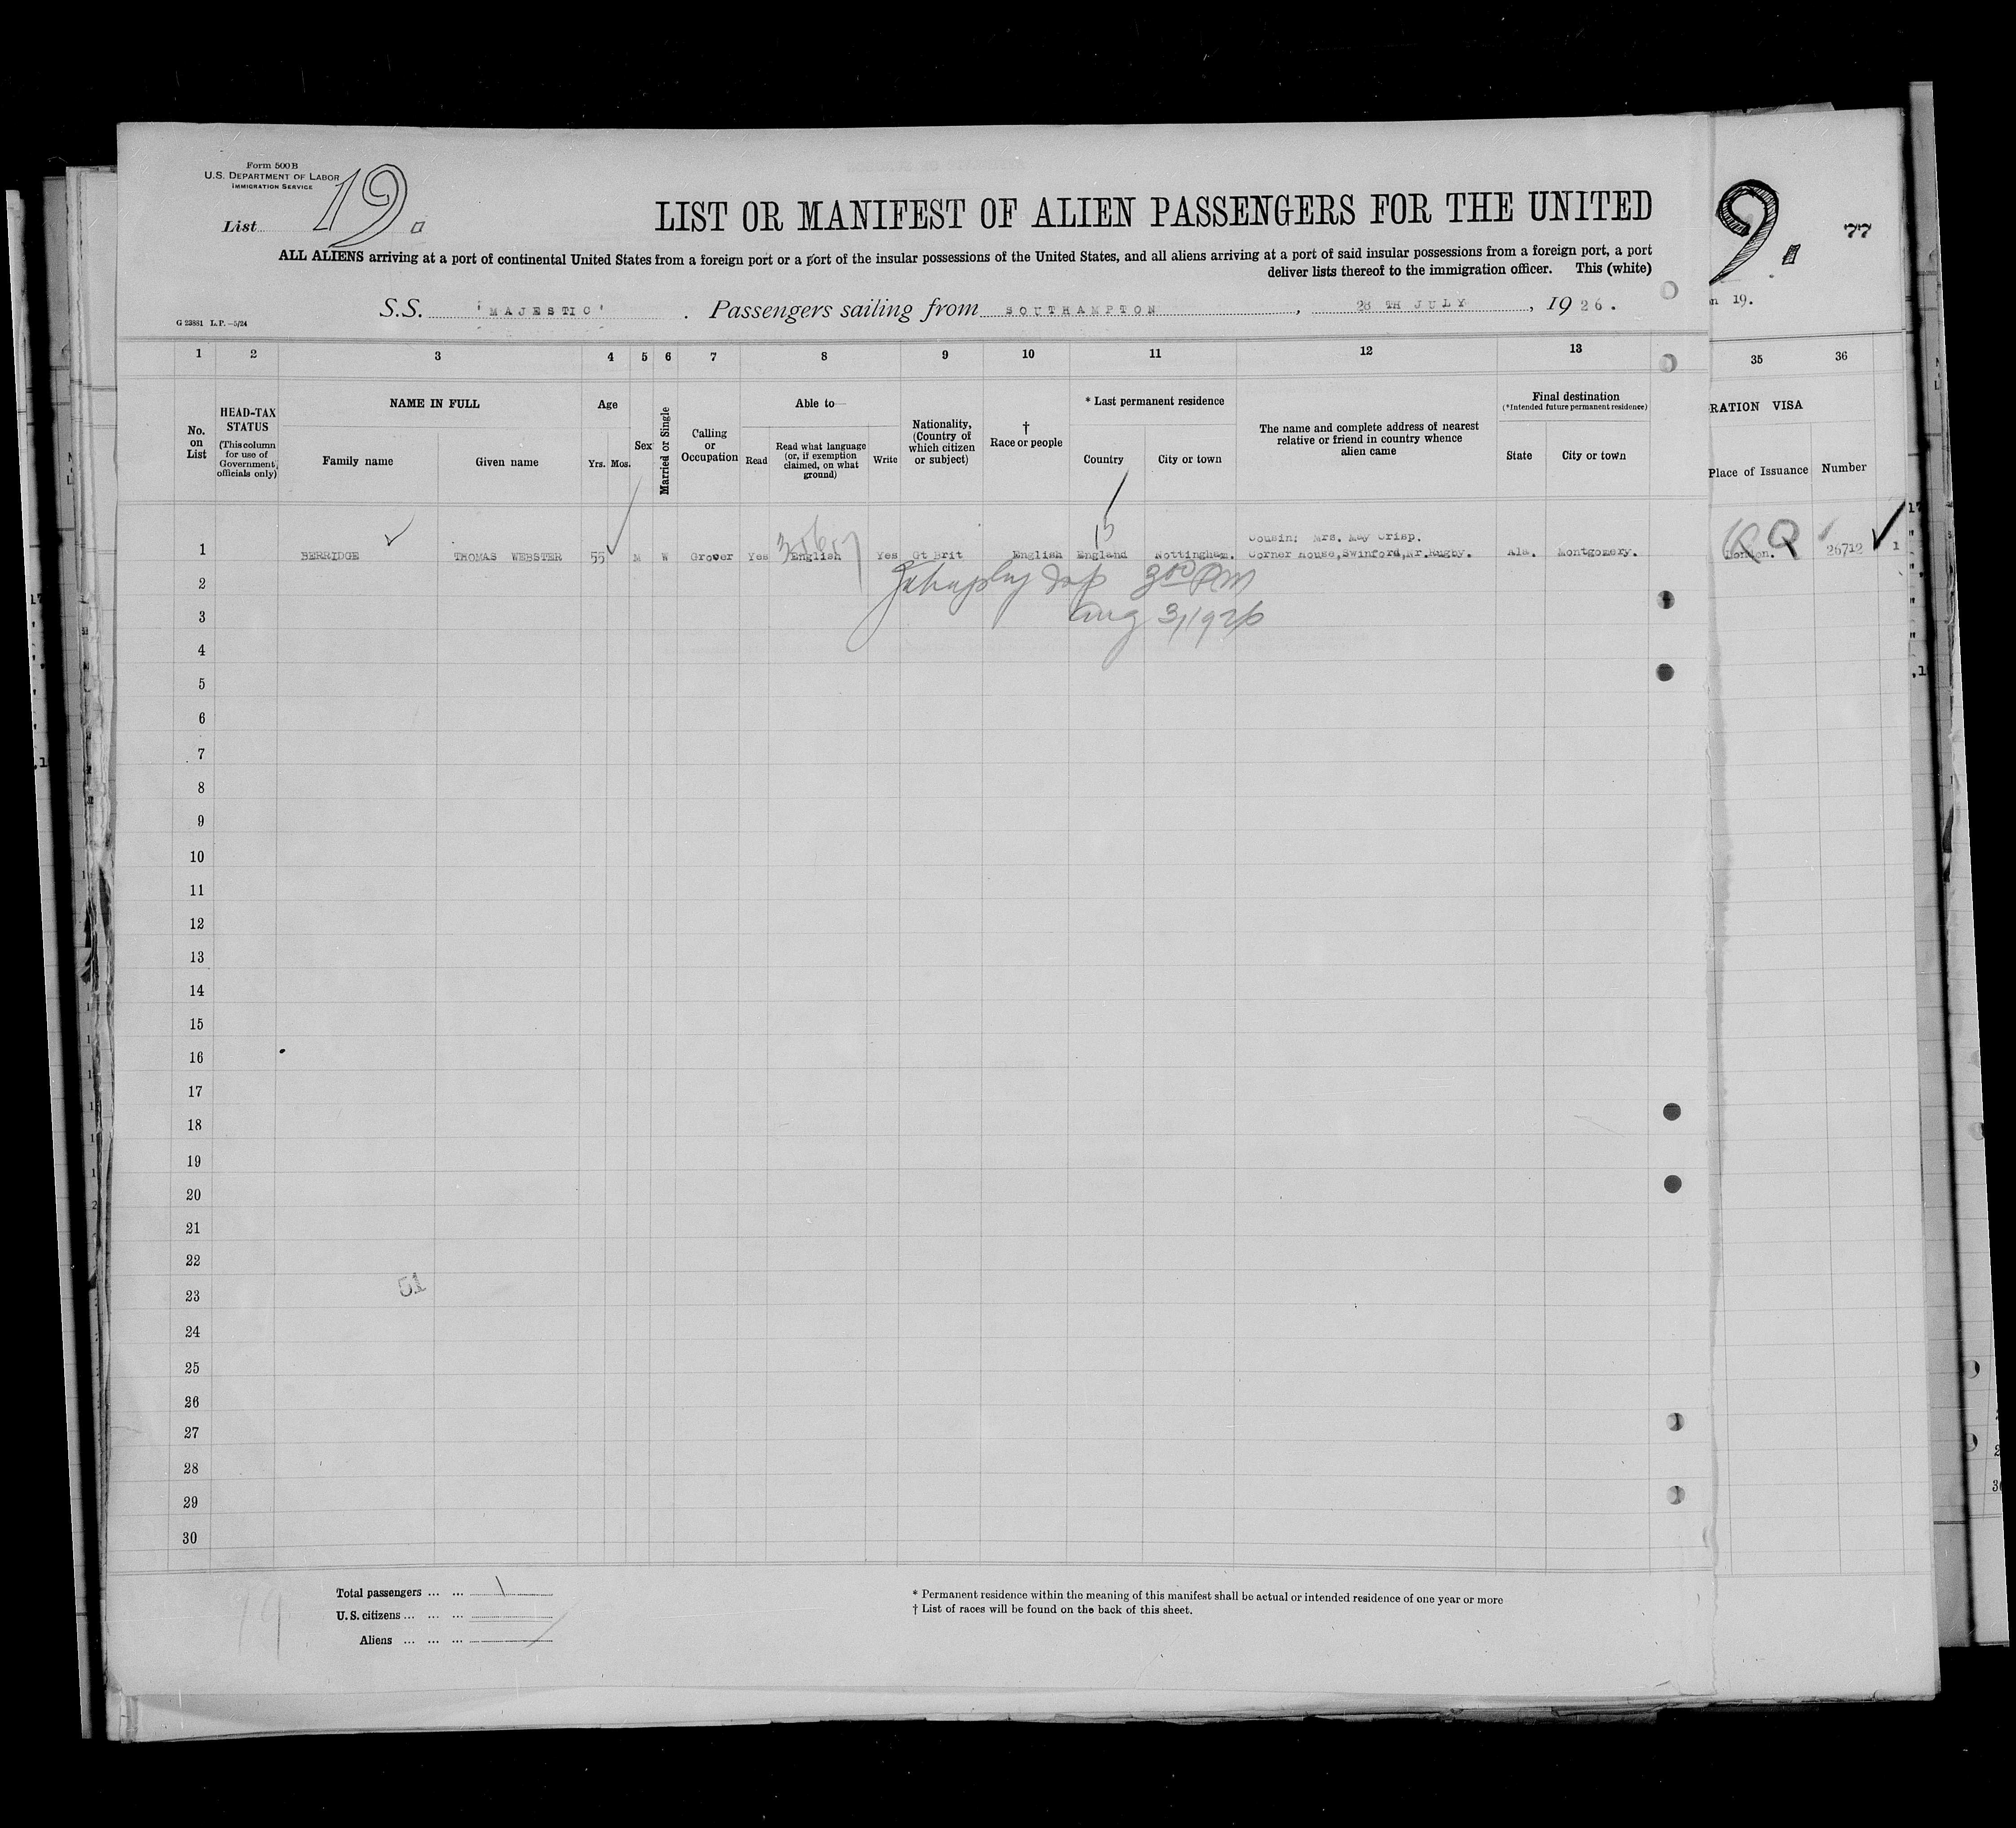 Form 500B
U.S. DEPARTMENT OF LABOR
IMMIGRATION SERVICE
List 19.
LIST OR MANIFEST OF ALIEN PASSENGERS FOR THE UNITED
9. 77
ALL ALIENS arriving at a port of continental United States from a foreign port or a port of the insular possessions of the United States, and all aliens arriving at a port of said insular possessions from a foreign port, a port
deliver lists thereof to the immigration officer. This (white)
G 23881 L.P.—5/24
S.S. 'MAJESTIC' . Passengers sailing from SOUTHAMPTON , 28 TH JULY , 1926.
n 19.
1 2 3 4 5 6 7 8 9 10 11 12 13 35 36
No. on List
HEAD-TAX STATUS (This column for use of Government officials only)
NAME IN FULL
Family name Given name
Age
Yrs. Mos.
Sex
Married or Single
Calling or Occupation
Able to—
Read
Read what language (or, if exemption claimed, on what ground)
Write
Nationality, (Country of which citizen or subject)
† Race or people
* Last permanent residence
Country City or town
The name and complete address of nearest relative or friend in country whence alien came
Final destination
(*Intended future permanent residence)
State City or town
RATION VISA
Place of Issuance Number
Cousin; Mrs. May Crisp.
1 BERRIDGE THOMAS WEBSTER 55 M W Grover Yes English Yes Gt Brit English England Nottingham. Corner House, Swinford, Nr. Rugby. Ala. Montgomery. London. 26712 1
2 300 PM
3 Aug 3, 1926
4
5
6
7
8
9
10
11
12
13
14
15
16
17
18
19
20
21
22
23 51
24
25
26
27
28
29
30
Total passengers ... ... 1
U.S. citizens ... ... ...
Aliens ... ... ...
* Permanent residence within the meaning of this manifest shall be actual or intended residence of one year or more
† List of races will be found on the back of this sheet.
19